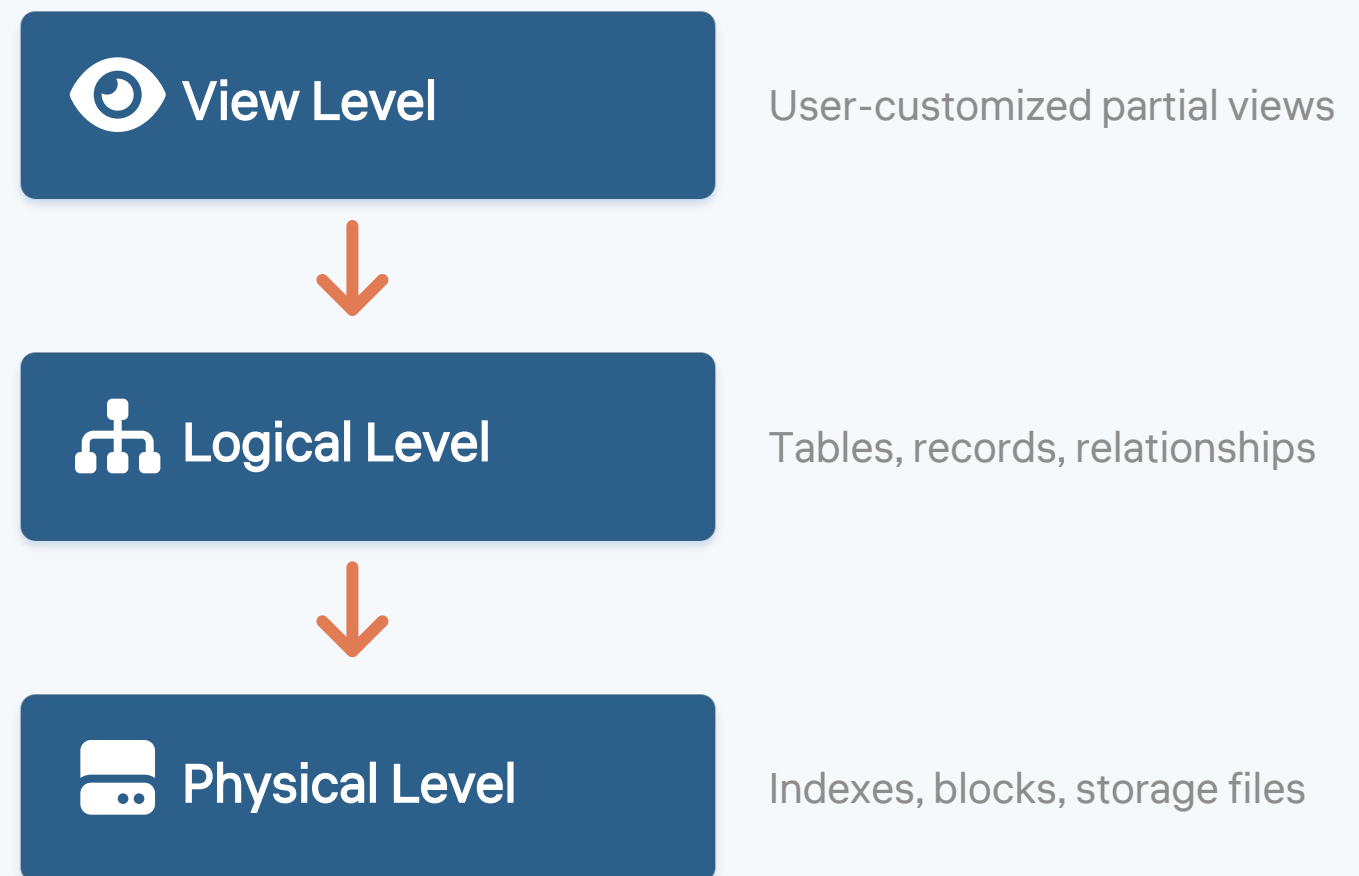 View Level
User-customized partial views
Logical Level
Tables, records, relationships
Physical Level
Indexes, blocks, storage files